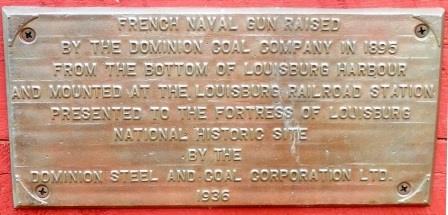 FRENCH NAVAL GUN RAISED
BY THE DOMINION COAL COMPANY IN 1895
FROM THE BOTTOM OF LOUISBURG HARBOUR
AND MOUNTED AT THE LOUISBURG RAILROAD STATION
PRESENTED TO THE FORTRESS OF LOUISBURG
NATIONAL HISTORIC SITE
BY THE
DOMINION STEEL AND COAL CORPORATION LTD.
1936